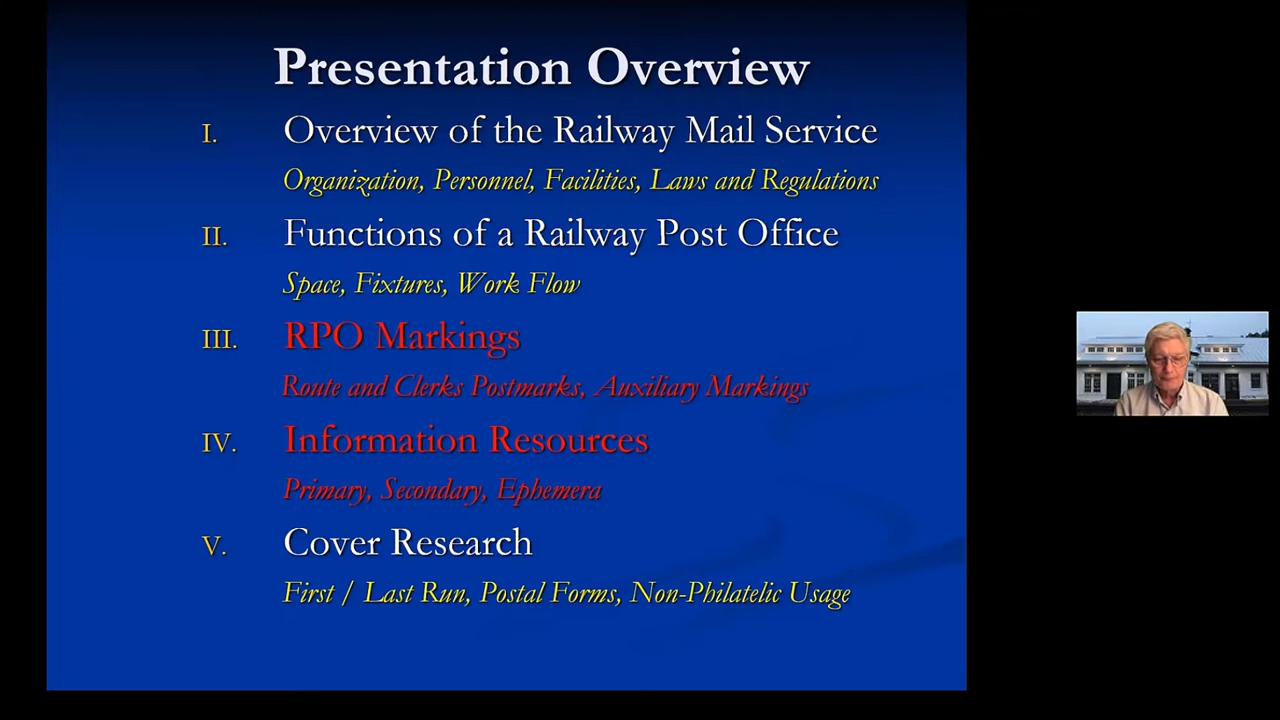 Presentation Overview
I. Overview of the Railway Mail Service
Organization, Personnel, Facilities, Laws and Regulations
II. Functions of a Railway Post Office
Space, Fixtures, Work Flow
III. RPO Markings
Route and Clerks Postmarks, Auxiliary Markings
IV. Information Resources
Primary, Secondary, Ephemera
V. Cover Research
First / Last Run, Postal Forms, Non-Philatelic Usage